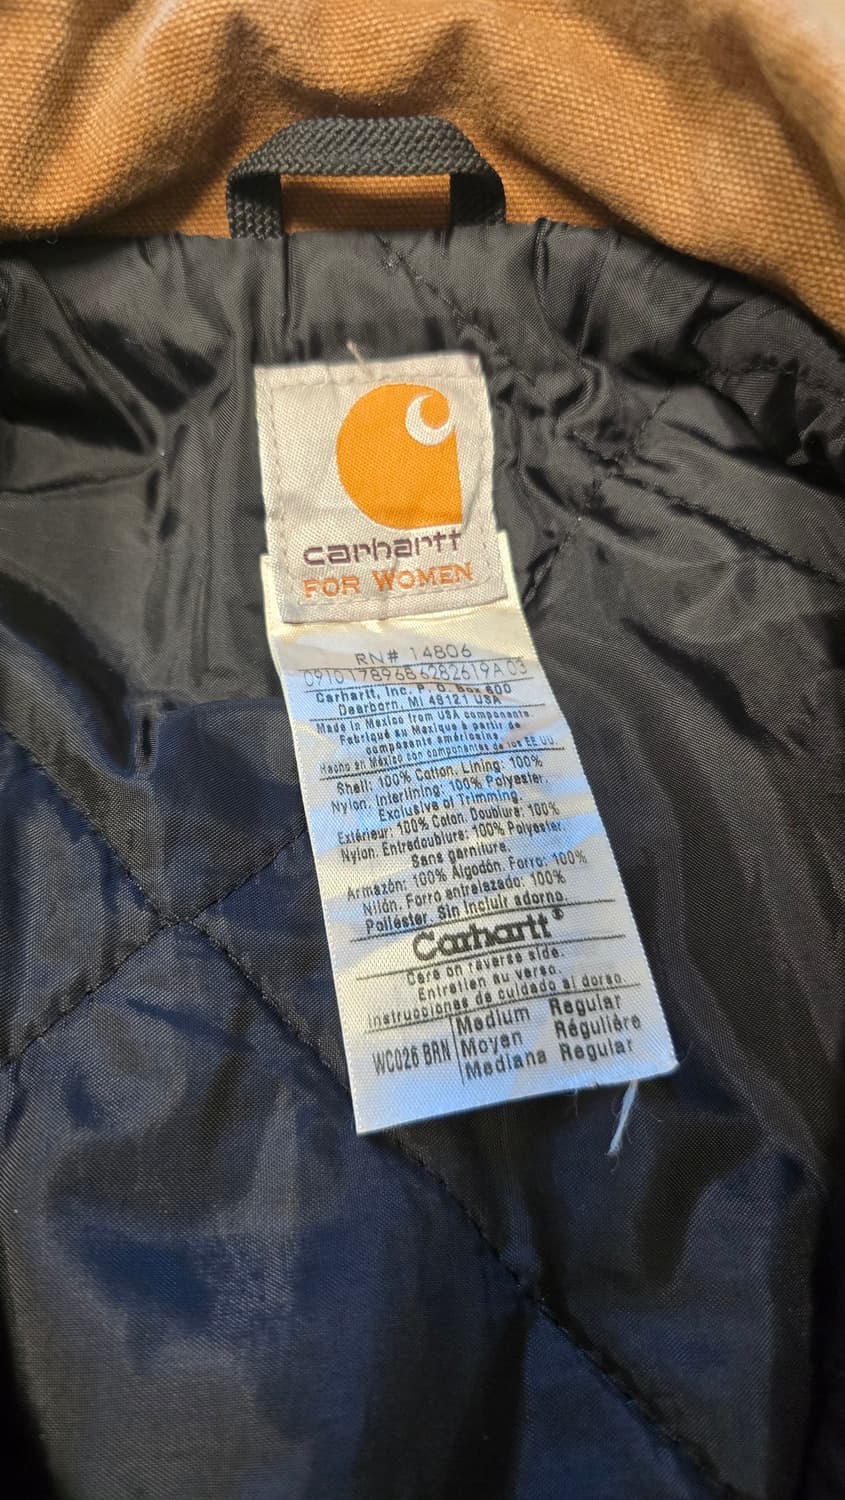 carhartt
FOR WOMEN
RN# 14806
0910178968 6282619A 03
Carhartt, Inc. P. O. Box 600
Dearborn, MI 48121 USA
Made in Mexico from USA components.
Fabriqué au Mexique à partir de
composants américains
Hecho en México con componentes de los EE UU.
Shell: 100% Cotton. Lining: 100%
Nylon. Interlining: 100% Polyester.
Exclusive of Trimming.
Extérieur: 100% Coton. Doublure: 100%
Nylon. Entredoublure: 100% Polyester.
Sans garniture.
Armazón: 100% Algodón. Forro: 100%
Nilón. Forro entrelazado: 100%
Poliéster. Sin incluir adorno.
Carhartt®
Care on reverse side.
Entretien au verso.
Instrucciones de cuidado al dorso.
WC026 BRN
Medium Regular
Moyen Régulière
Mediana Regular